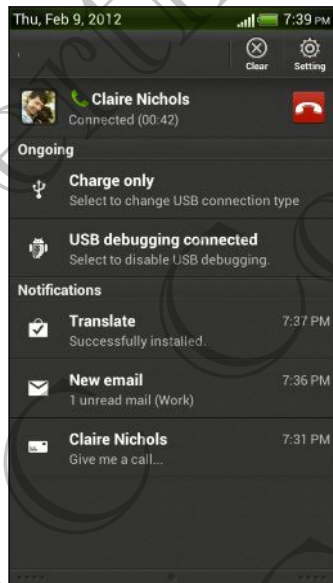 Thu, Feb 9, 2012 7:39 PM
Clear Setting
Claire Nichols
Connected (00:42)
Ongoing
Charge only
Select to change USB connection type
USB debugging connected
Select to disable USB debugging.
Notifications
Translate 7:37 PM
Successfully installed.
New email 7:36 PM
1 unread mail (Work)
Claire Nichols 7:31 PM
Give me a call...